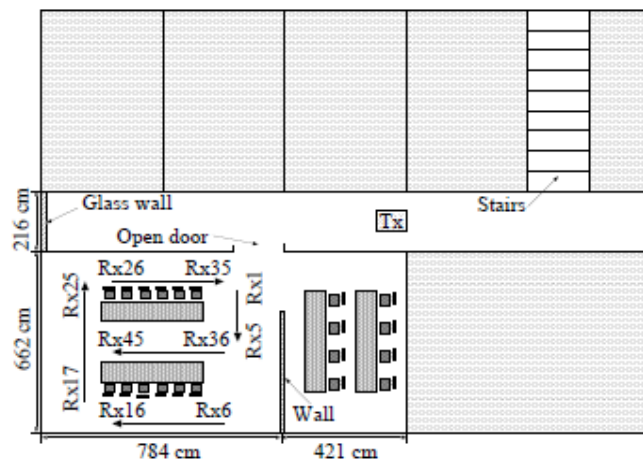 Glass wall
Stairs
216 cm
Tx
Open door
Rx26 Rx35
Rx25
Rx1
Rx5
662 cm
Rx45 Rx36
Rx17
Rx16 Rx6
Wall
784 cm 421 cm